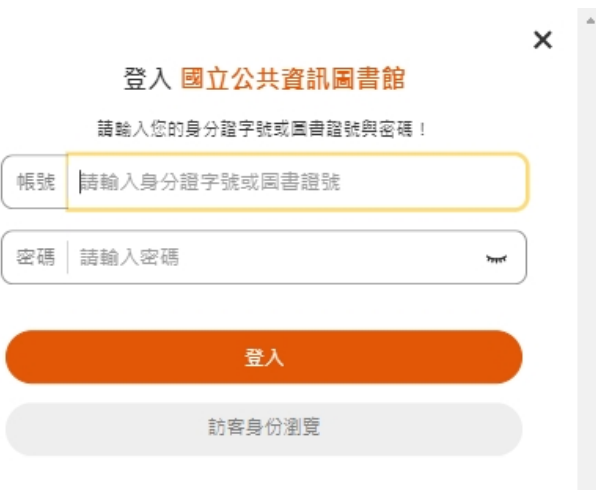 登入 國立公共資訊圖書館
請輸入您的身分證字號或圖書證號與密碼！
帳號 請輸入身分證字號或圖書證號
密碼 請輸入密碼
登入
訪客身份瀏覽